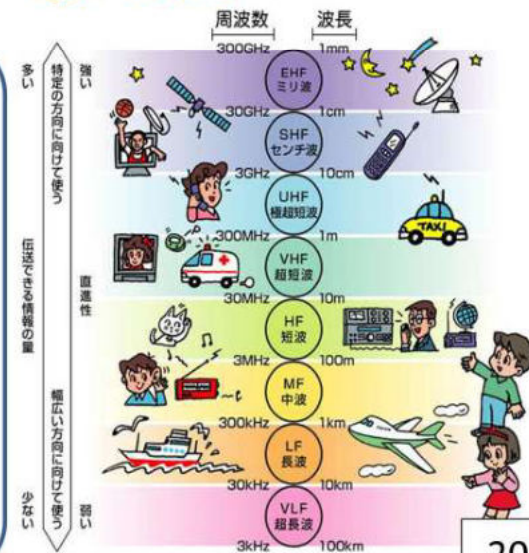 周波数 波長
300GHz 1mm
EHF
ミリ波
30GHz 1cm
SHF
センチ波
3GHz 10cm
UHF
極超短波
300MHz 1m
VHF
超短波
30MHz 10m
HF
短波
3MHz 100m
MF
中波
300kHz 1km
LF
長波
30kHz 10km
VLF
超長波
3kHz 100km
多い
伝送できる情報の量
少ない
特定の方向に向けて使う
幅広い方向に向けて使う
強い
直進性
弱い
TAXI
20